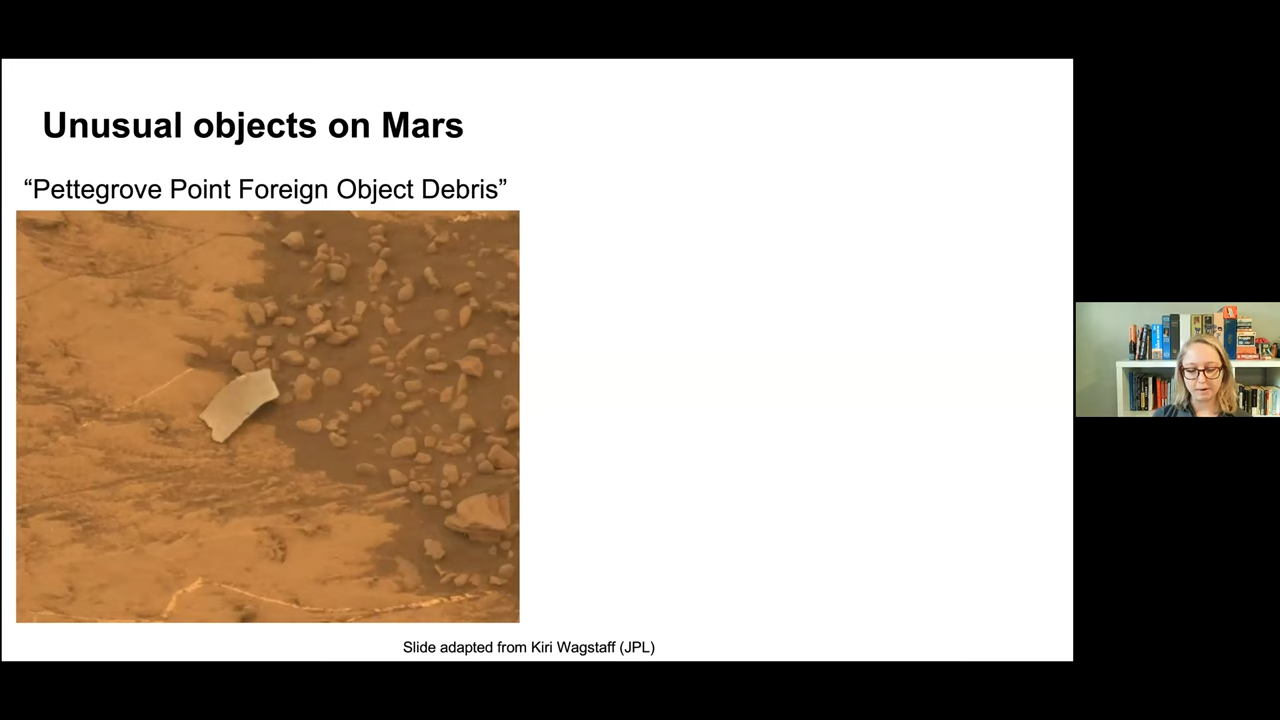 Unusual objects on Mars
“Pettegrove Point Foreign Object Debris”
Slide adapted from Kiri Wagstaff (JPL)